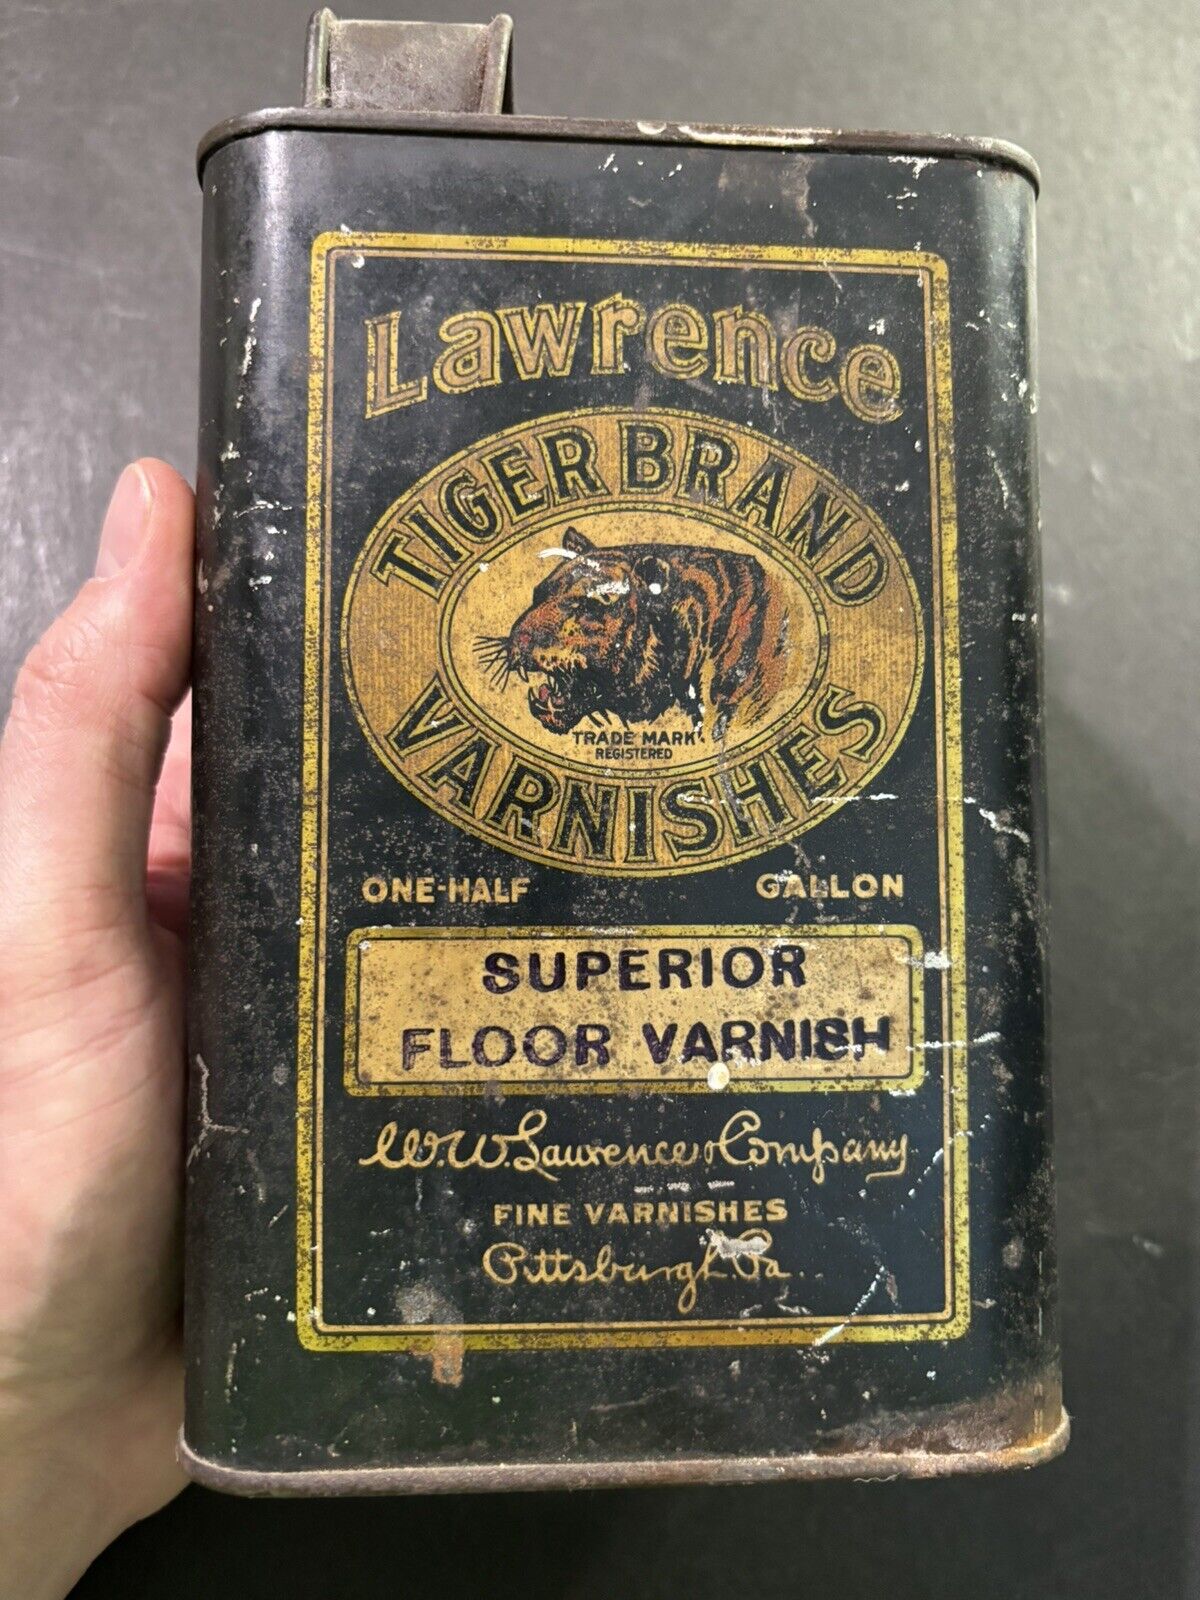 Lawrence
TIGER BRAND
TRADE MARK
REGISTERED
VARNISHES
ONE-HALF GALLON
SUPERIOR
FLOOR VARNISH
W.W. Lawrence & Company
FINE VARNISHES
Pittsburgh, Pa.